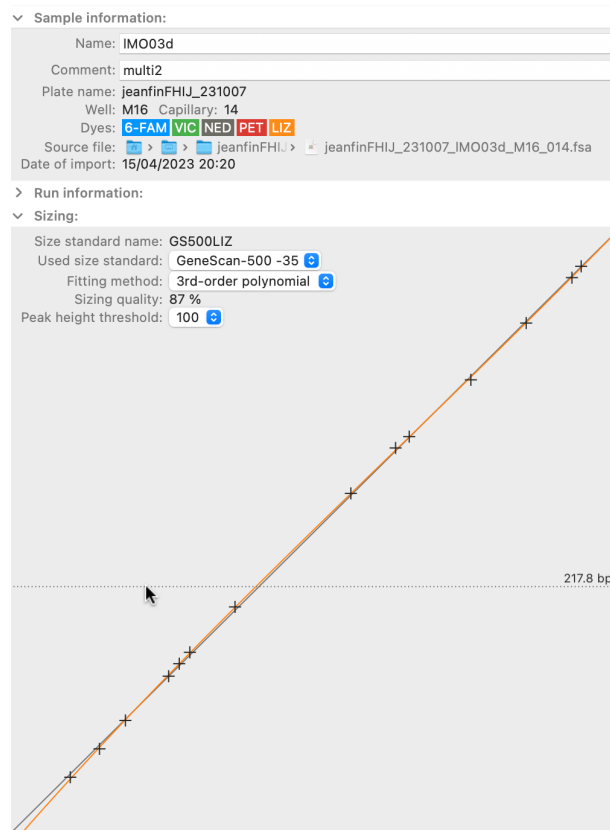 Sample information:
Name: IMO03d
Comment: multi2
Plate name: jeanfinFHIJ_231007
Well: M16 Capillary: 14
Dyes: 6-FAM VIC NED PET LIZ
Source file: > > jeanfinFHIJ > jeanfinFHIJ_231007_IMO03d_M16_014.fsa
Date of import: 15/04/2023 20:20
Run information:
Sizing:
Size standard name: GS500LIZ
Used size standard: GeneScan-500 -35
Fitting method: 3rd-order polynomial
Sizing quality: 87 %
Peak height threshold: 100
217.8 bp